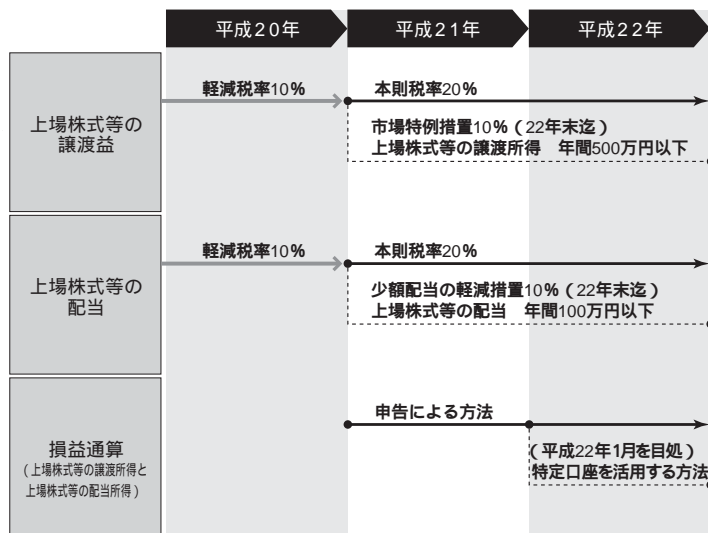 平成20年 平成21年 平成22年
上場株式等の
譲渡益
軽減税率10％
本則税率20％
市場特例措置10％（22年末迄）
上場株式等の譲渡所得　年間500万円以下
上場株式等の
配当
軽減税率10％
本則税率20％
少額配当の軽減措置10％（22年末迄）
上場株式等の配当　年間100万円以下
損益通算
（上場株式等の譲渡所得と
上場株式等の配当所得）
申告による方法
（平成22年1月を目処）
特定口座を活用する方法